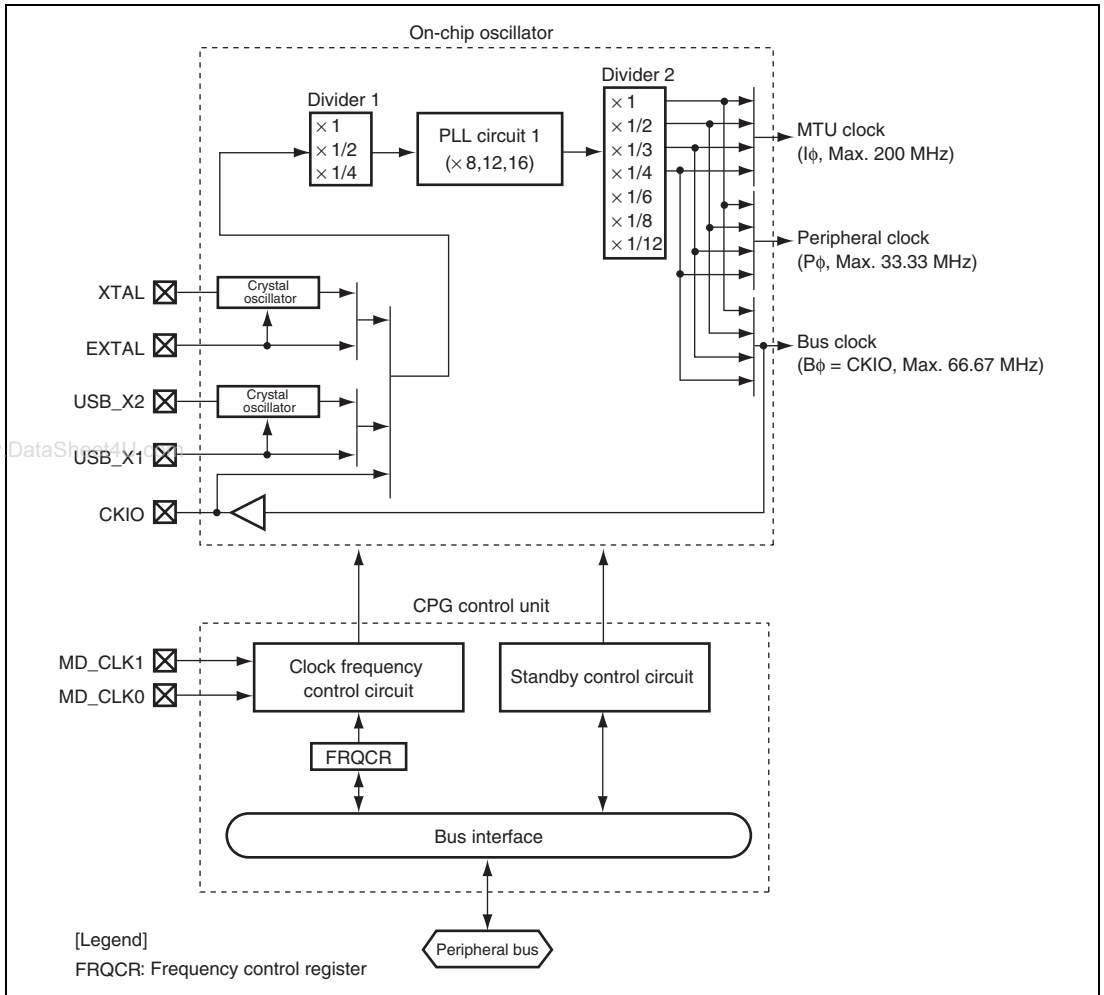 On-chip oscillator
Divider 1
× 1
× 1/2
× 1/4
PLL circuit 1
(× 8,12,16)
Divider 2
× 1
× 1/2
× 1/3
× 1/4
× 1/6
× 1/8
× 1/12
MTU clock
(Iϕ, Max. 200 MHz)
Peripheral clock
(Pϕ, Max. 33.33 MHz)
Bus clock
(Bϕ = CKIO, Max. 66.67 MHz)
XTAL
Crystal
oscillator
EXTAL
USB_X2
Crystal
oscillator
USB_X1
CKIO
CPG control unit
MD_CLK1
MD_CLK0
Clock frequency
control circuit
Standby control circuit
FRQCR
Bus interface
Peripheral bus
[Legend]
FRQCR: Frequency control register